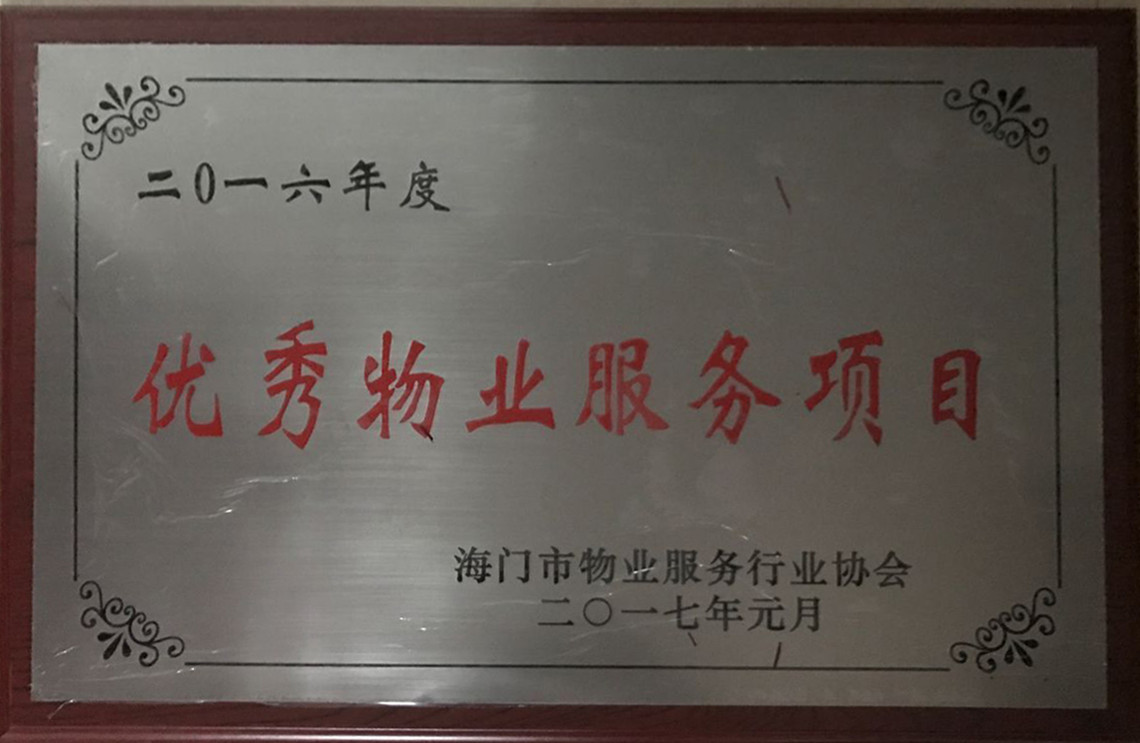 二0一六年度
优秀物业服务项目
海门市物业服务行业协会
二〇一七年元月